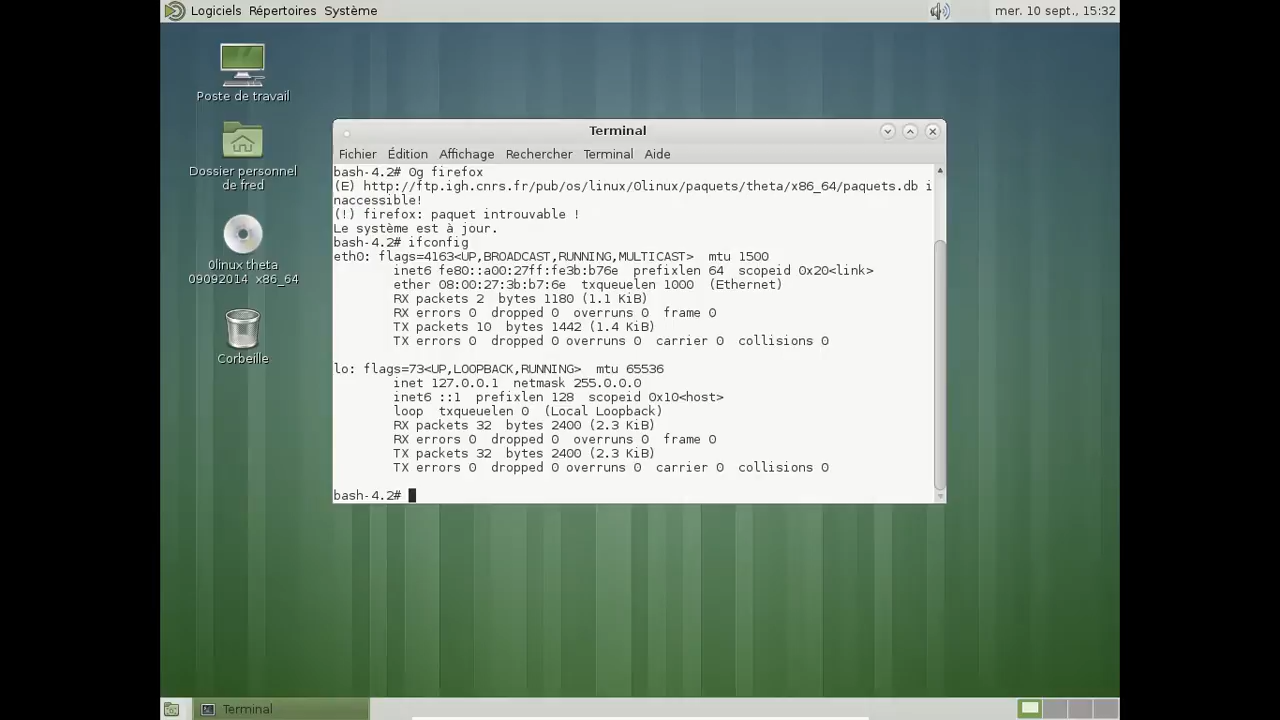 Logiciels Répertoires Système
mer. 10 sept., 15:32
Poste de travail
Dossier personnel
de fred
0linux theta
09092014 x86_64
Corbeille
Terminal
Fichier Édition Affichage Rechercher Terminal Aide
bash-4.2# 0g firefox
(E) http://ftp.igh.cnrs.fr/pub/os/linux/0linux/paquets/theta/x86_64/paquets.db i
naccessible!
(!) firefox: paquet introuvable !
Le système est à jour.
bash-4.2# ifconfig
eth0: flags=4163<UP,BROADCAST,RUNNING,MULTICAST>  mtu 1500
        inet6 fe80::a00:27ff:fe3b:b76e  prefixlen 64  scopeid 0x20<link>
        ether 08:00:27:3b:b7:6e  txqueuelen 1000  (Ethernet)
        RX packets 2  bytes 1180 (1.1 KiB)
        RX errors 0  dropped 0  overruns 0  frame 0
        TX packets 10  bytes 1442 (1.4 KiB)
        TX errors 0  dropped 0 overruns 0  carrier 0  collisions 0
lo: flags=73<UP,LOOPBACK,RUNNING>  mtu 65536
        inet 127.0.0.1  netmask 255.0.0.0
        inet6 ::1  prefixlen 128  scopeid 0x10<host>
        loop  txqueuelen 0  (Local Loopback)
        RX packets 32  bytes 2400 (2.3 KiB)
        RX errors 0  dropped 0  overruns 0  frame 0
        TX packets 32  bytes 2400 (2.3 KiB)
        TX errors 0  dropped 0 overruns 0  carrier 0  collisions 0
bash-4.2#
Terminal